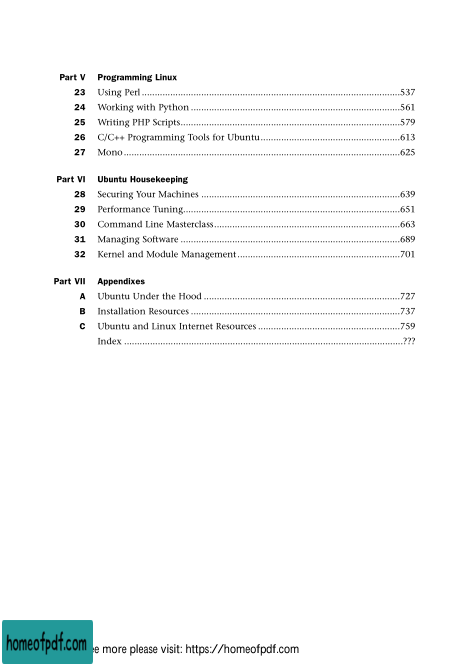 Part V Programming Linux
23 Using Perl....................................................................................................537
24 Working with Python.................................................................................561
25 Writing PHP Scripts.....................................................................................579
26 C/C++ Programming Tools for Ubuntu......................................................613
27 Mono...........................................................................................................625
Part VI Ubuntu Housekeeping
28 Securing Your Machines .............................................................................639
29 Performance Tuning....................................................................................651
30 Command Line Masterclass........................................................................663
31 Managing Software .....................................................................................689
32 Kernel and Module Management...............................................................701
Part VII Appendixes
A Ubuntu Under the Hood ............................................................................727
B Installation Resources .................................................................................737
C Ubuntu and Linux Internet Resources .......................................................759
Index ............................................................................................................???
homeofpdf.com
more please visit: https://homeofpdf.com